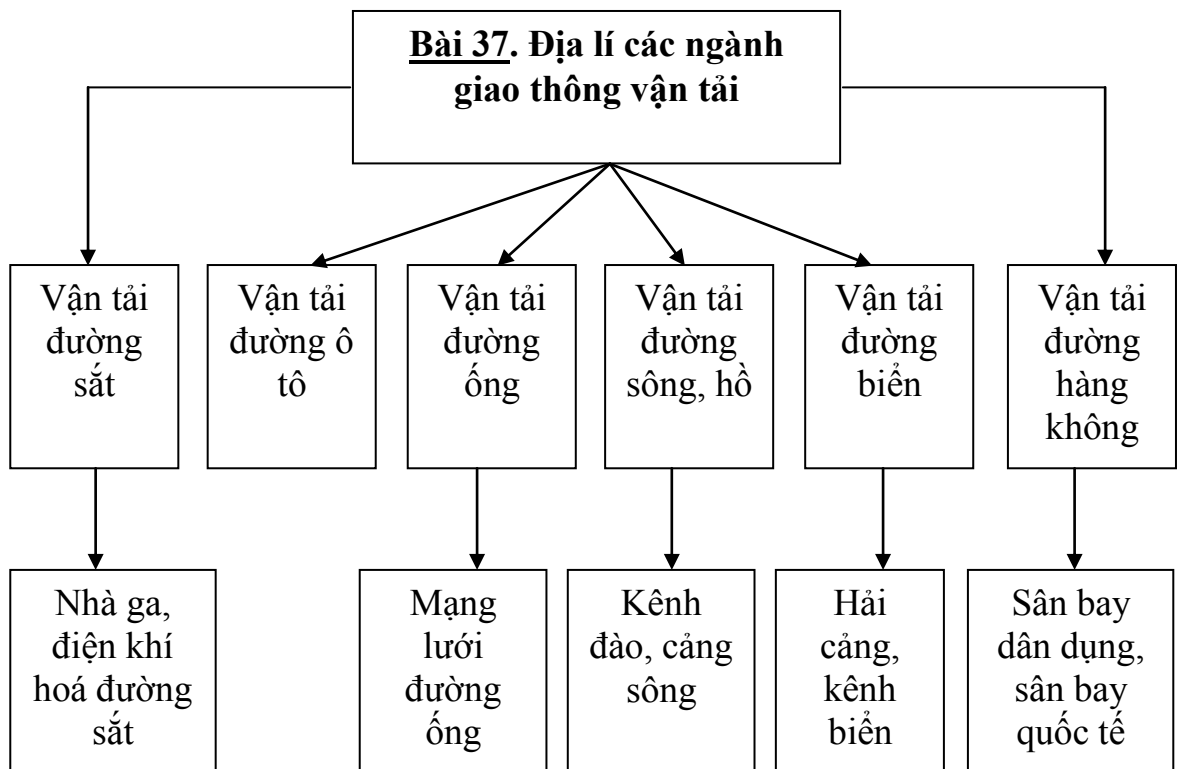 Bài 37. Địa lí các ngành
giao thông vận tải
Vận tải
đường
sắt
Vận tải
đường ô
tô
Vận tải
đường
ống
Vận tải
đường
sông, hồ
Vận tải
đường
biển
Vận tải
đường
hàng
không
Nhà ga,
điện khí
hoá đường
sắt
Mạng
lưới
đường
ống
Kênh
đào, cảng
sông
Hải
cảng,
kênh
biển
Sân bay
dân dụng,
sân bay
quốc tế